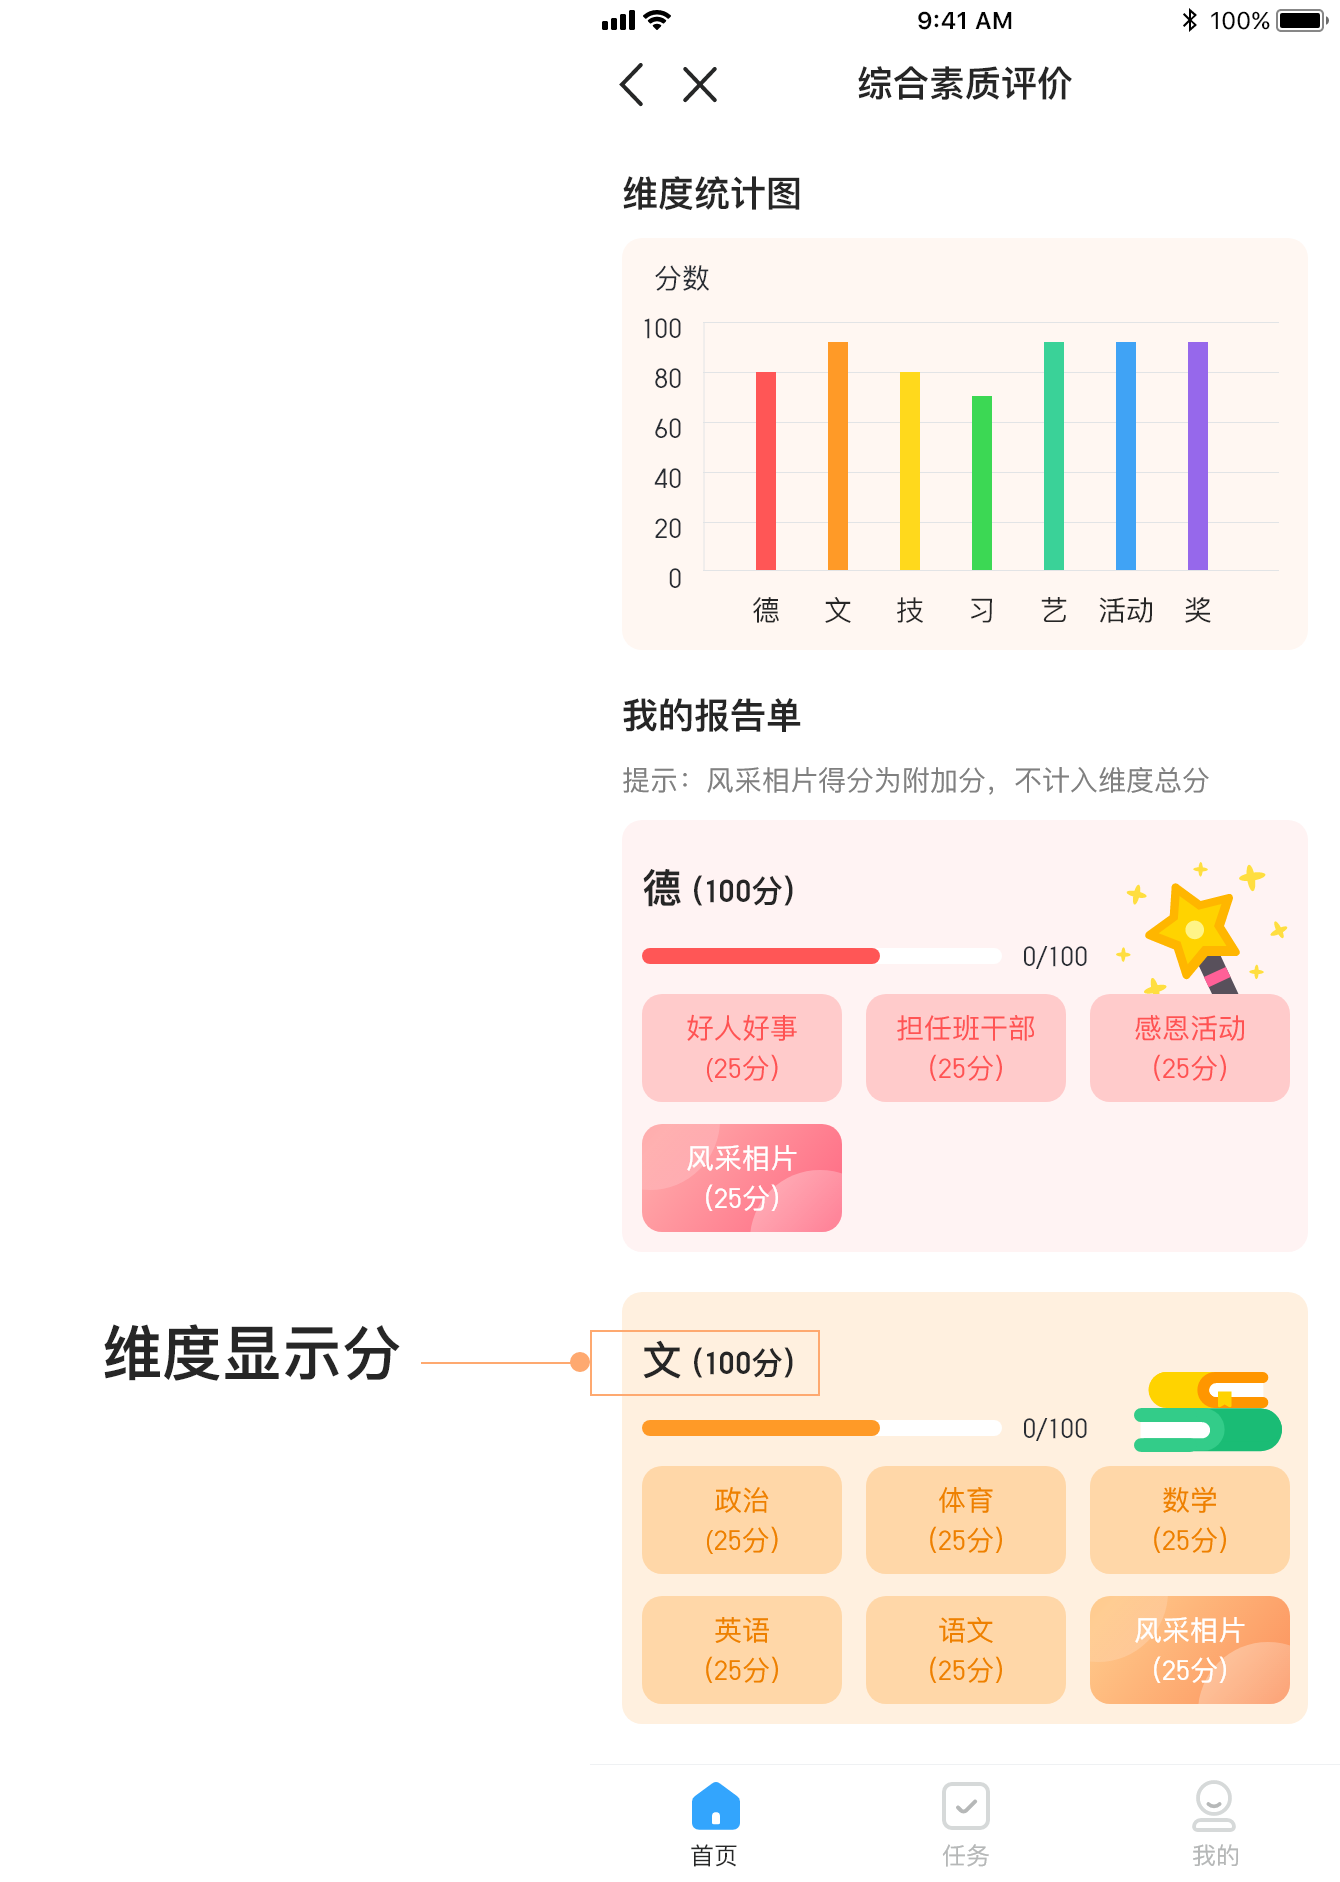 9:41 AM
100%
综合素质评价
维度统计图
分数
100
80
60
40
20
0
德 文 技 习 艺 活动 奖
我的报告单
提示：风采相片得分为附加分，不计入维度总分
德 (100分)
0/100
好人好事
(25分)
担任班干部
(25分)
感恩活动
(25分)
风采相片
(25分)
维度显示分
文 (100分)
0/100
政治
(25分)
体育
(25分)
数学
(25分)
英语
(25分)
语文
(25分)
风采相片
(25分)
首页
任务
我的